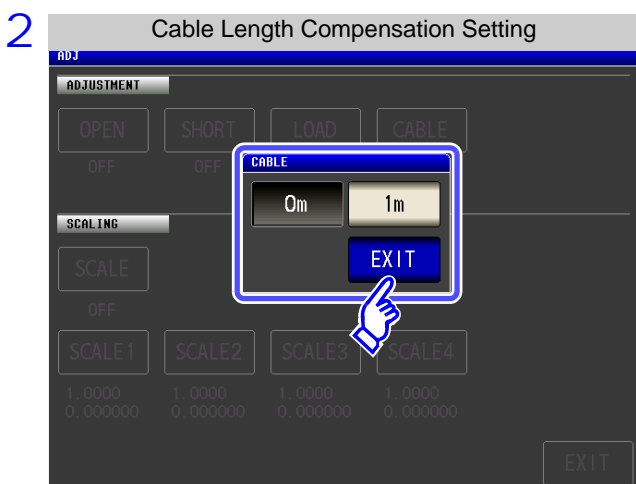 2
Cable Length Compensation Setting
ADJ
ADJUSTMENT
OPEN SHORT LOAD CABLE
OFF OFF
CABLE
0m 1m
EXIT
SCALING
SCALE
OFF
SCALE1 SCALE2 SCALE3 SCALE4
1.0000 1.0000 1.0000 1.0000
0.000000 0.000000 0.000000 0.000000
EXIT